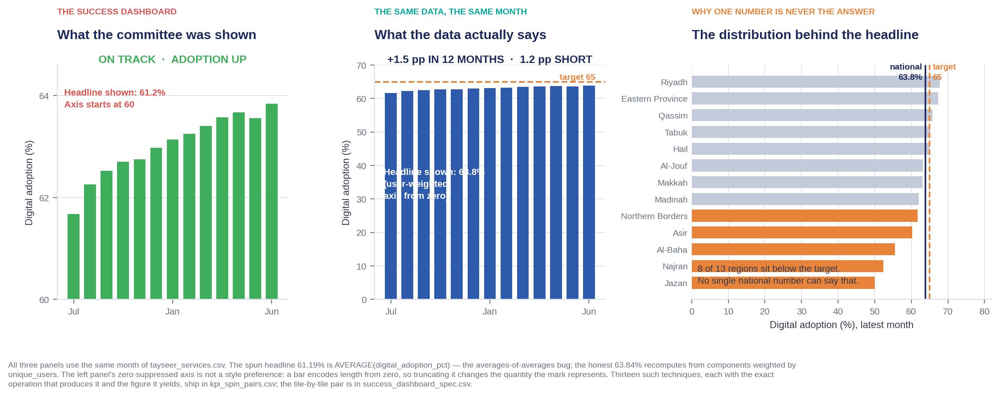 THE SUCCESS DASHBOARD
What the committee was shown
ON TRACK · ADOPTION UP
Headline shown: 61.2%
Axis starts at 60
Digital adoption (%)
64
62
60
Jul
Jan
Jun
THE SAME DATA, THE SAME MONTH
What the data actually says
+1.5 pp IN 12 MONTHS · 1.2 pp SHORT
target 65
Headline shown: 63.8%
(user-weighted,
axis from zero)
Digital adoption (%)
70
60
50
40
30
20
10
0
Jul
Jan
Jun
WHY ONE NUMBER IS NEVER THE ANSWER
The distribution behind the headline
national
63.8%
target
65
Riyadh
Eastern Province
Qassim
Tabuk
Hail
Al-Jouf
Makkah
Madinah
Northern Borders
Asir
Al-Baha
Najran
Jazan
8 of 13 regions sit below the target.
No single national number can say that.
0
10
20
30
40
50
60
70
80
Digital adoption (%), latest month
All three panels use the same month of tayseer_services.csv. The spun headline 61.19% is AVERAGE(digital_adoption_pct) — the averages-of-averages bug; the honest 63.84% recomputes from components weighted by
unique_users. The left panel's zero-suppressed axis is not a style preference: a bar encodes length from zero, so truncating it changes the quantity the mark represents. Thirteen such techniques, each with the exact
operation that produces it and the figure it yields, ship in kpi_spin_pairs.csv; the tile-by-tile pair is in success_dashboard_spec.csv.